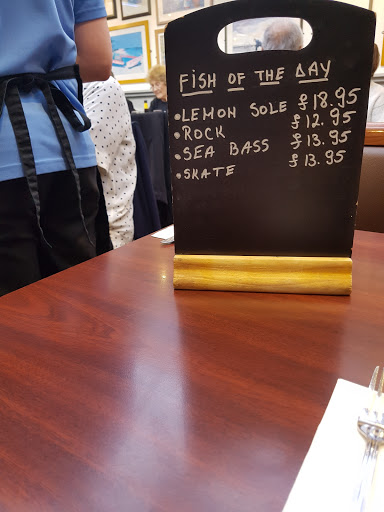 FISH OF THE DAY
•LEMON SOLE £18.95
•ROCK £12.95
•SEA BASS £13.95
•SKATE £13.95